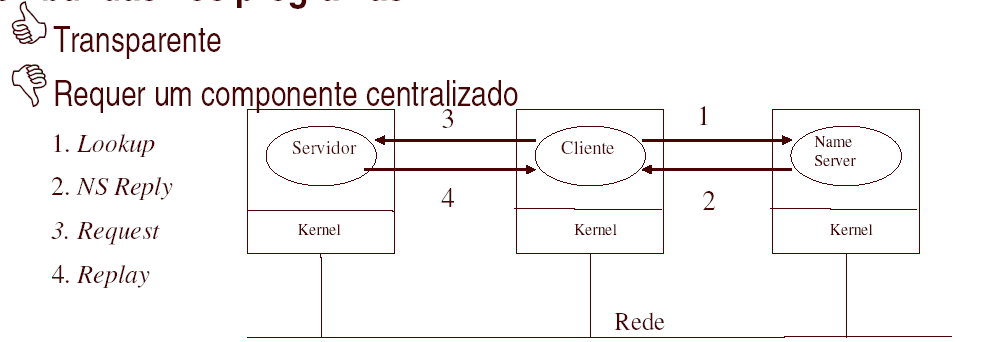 Transparente
Requer um componente centralizado
1. Lookup
2. NS Reply
3. Request
4. Replay
3
1
Servidor
Cliente
Name
Server
4
2
Kernel
Kernel
Kernel
Rede